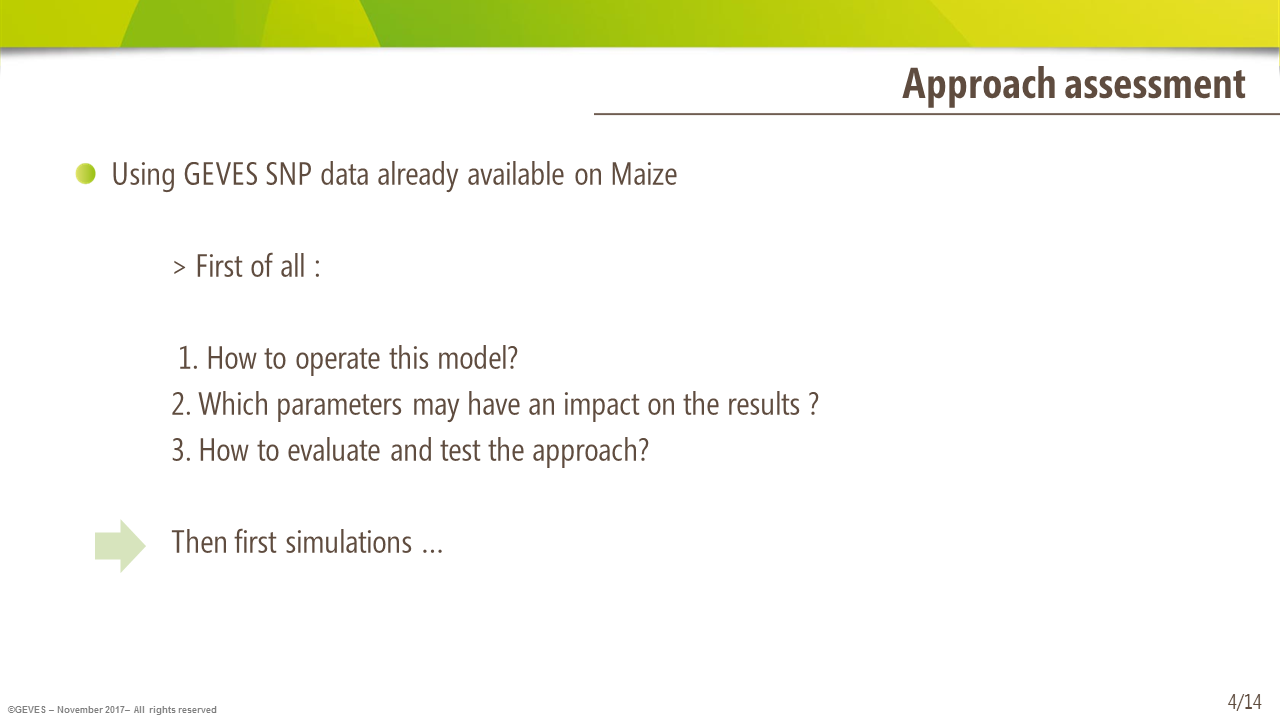 Approach assessment
Using GEVES SNP data already available on Maize
> First of all :
1. How to operate this model?
2. Which parameters may have an impact on the results ?
3. How to evaluate and test the approach?
Then first simulations ...
©GEVES – November 2017– All rights reserved
4/14